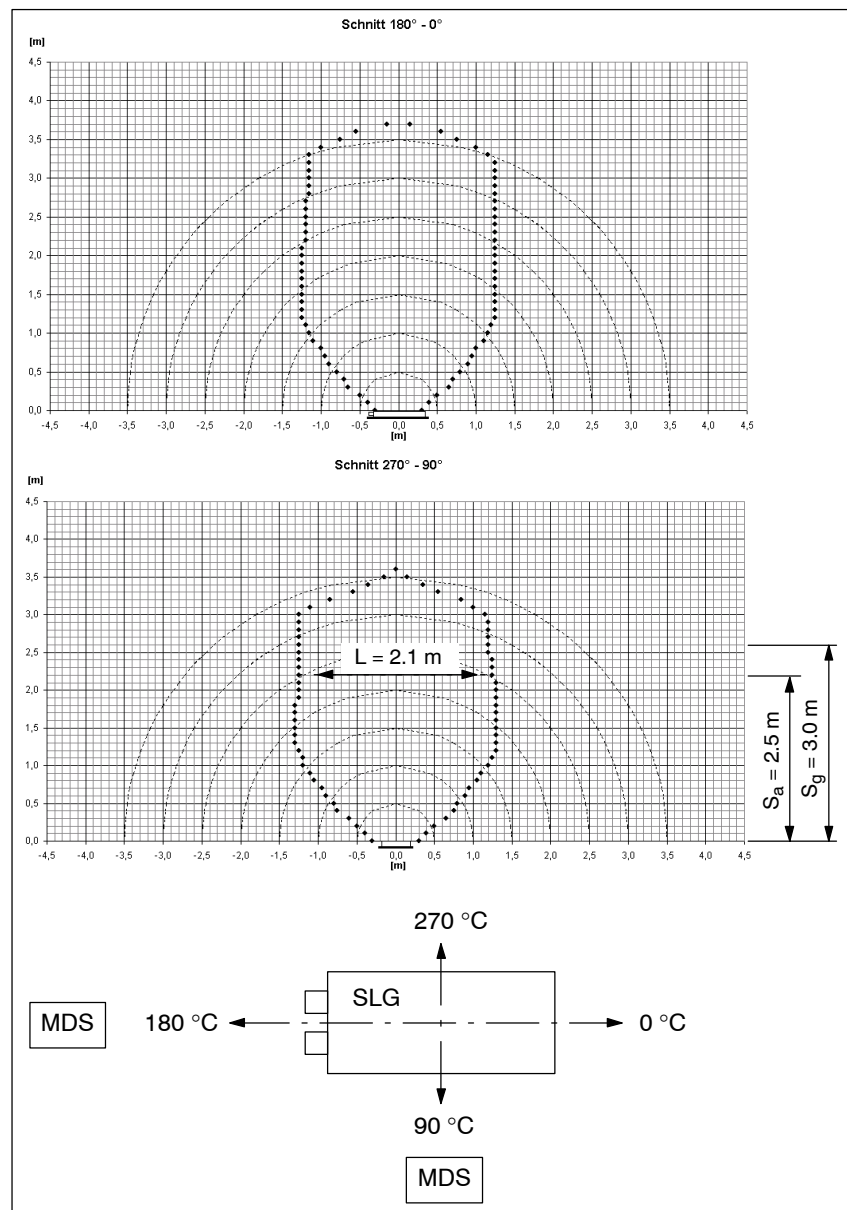 Schnitt 180° - 0°
[m]
4,5
4,0
3,5
3,0
2,5
2,0
1,5
1,0
0,5
0,0
-4,5 -4,0 -3,5 -3,0 -2,5 -2,0 -1,5 -1,0 -0,5 0,0 0,5 1,0 1,5 2,0 2,5 3,0 3,5 4,0 4,5
[m]
Schnitt 270° - 90°
[m]
4,5
4,0
3,5
3,0
2,5
2,0
1,5
1,0
0,5
0,0
-4,5 -4,0 -3,5 -3,0 -2,5 -2,0 -1,5 -1,0 -0,5 0,0 0,5 1,0 1,5 2,0 2,5 3,0 3,5 4,0 4,5
[m]
L = 2.1 m
Sa = 2.5 m
Sg = 3.0 m
270 °C
SLG
MDS
180 °C
0 °C
90 °C
MDS